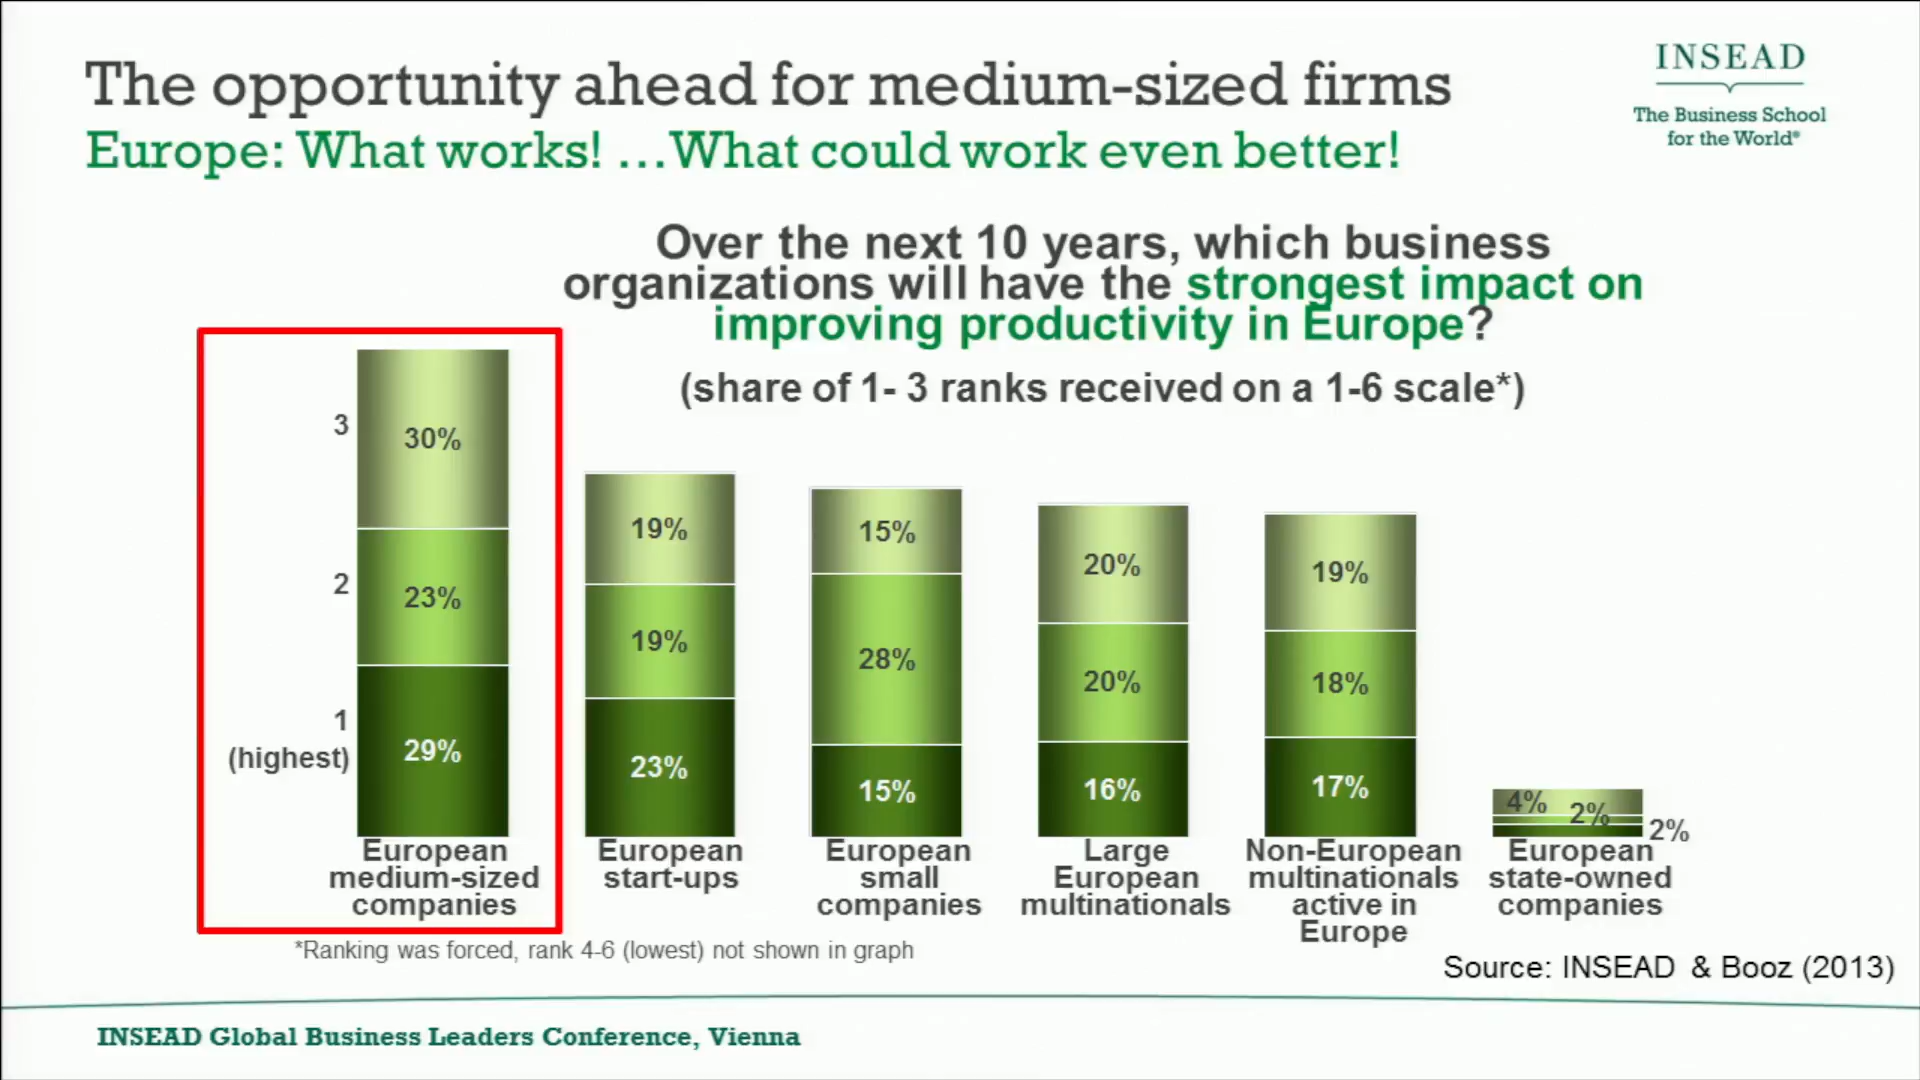 The opportunity ahead for medium-sized firms
Europe: What works! ...What could work even better!
INSEAD
The Business School
for the World®
Over the next 10 years, which business
organizations will have the strongest impact on
improving productivity in Europe?
(share of 1- 3 ranks received on a 1-6 scale*)
3
2
1
(highest)
30%
23%
29%
19%
19%
23%
15%
28%
15%
20%
20%
16%
19%
18%
17%
4%
2%
2%
European
medium-sized
companies
European
start-ups
European
small
companies
Large
European
multinationals
Non-European
multinationals
active in
Europe
European
state-owned
companies
*Ranking was forced, rank 4-6 (lowest) not shown in graph
Source: INSEAD & Booz (2013)
INSEAD Global Business Leaders Conference, Vienna